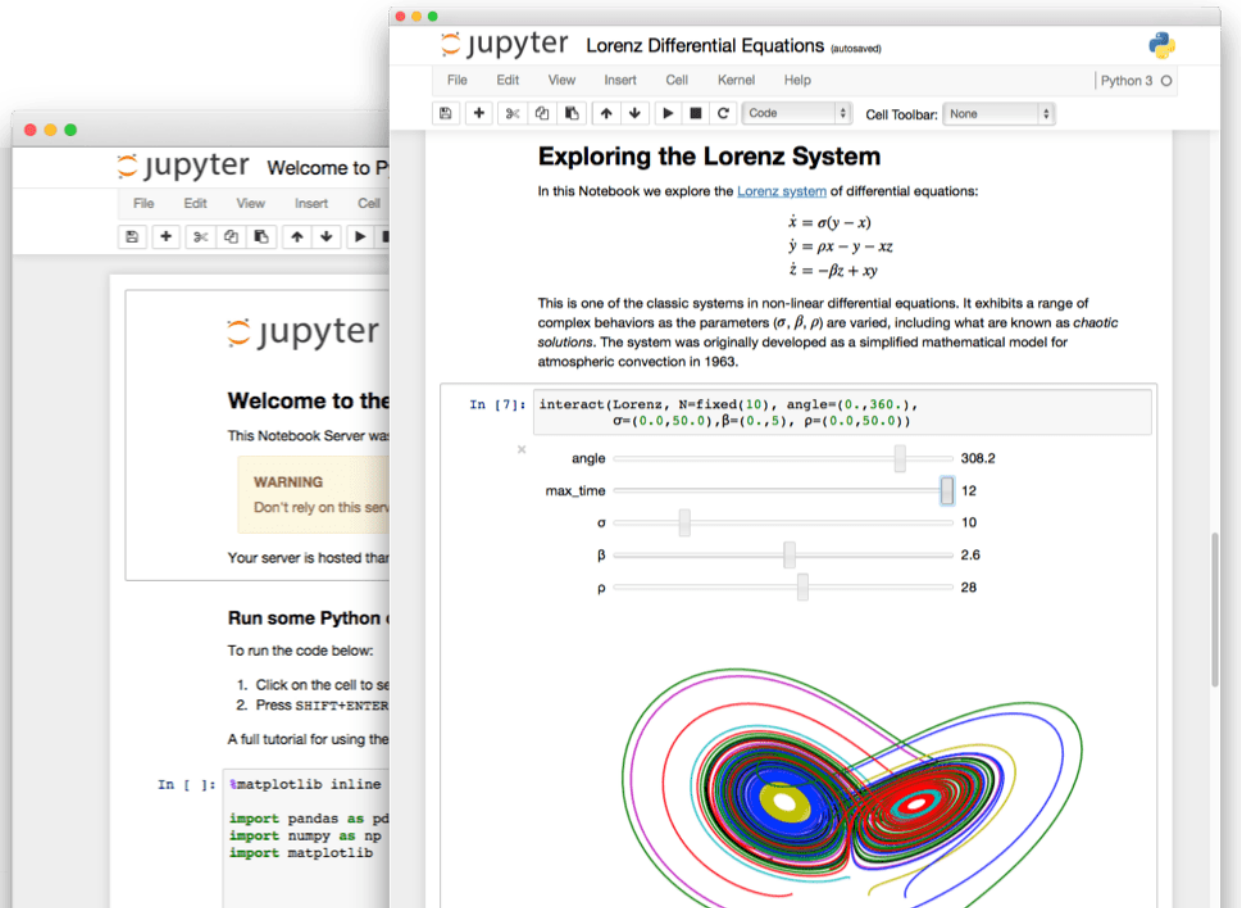 jupyter Lorenz Differential Equations (autosaved)
File Edit View Insert Cell Kernel Help Python 3
Code Cell Toolbar: None
Exploring the Lorenz System
In this Notebook we explore the Lorenz system of differential equations:
ẋ = σ(y − x)
ẏ = ρx − y − xz
ż = −βz + xy
This is one of the classic systems in non-linear differential equations. It exhibits a range of
complex behaviors as the parameters (σ, β, ρ) are varied, including what are known as chaotic
solutions. The system was originally developed as a simplified mathematical model for
atmospheric convection in 1963.
In [7]: interact(Lorenz, N=fixed(10), angle=(0.,360.),
σ=(0.0,50.0),β=(0.,5), ρ=(0.0,50.0))
angle 308.2
max_time 12
σ 10
β 2.6
ρ 28
jupyter Welcome to P
File Edit View Insert Cell
jupyter
Welcome to the
This Notebook Server was
WARNING
Don't rely on this serv
Your server is hosted than
Run some Python
To run the code below:
1. Click on the cell to se
2. Press SHIFT+ENTER
A full tutorial for using the
In [ ]: %matplotlib inline
import pandas as pd
import numpy as np
import matplotlib